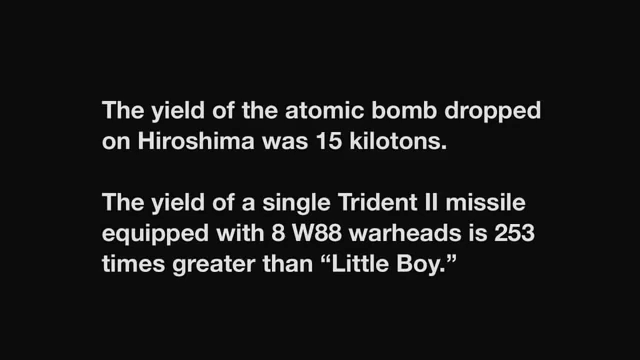 The yield of the atomic bomb dropped
on Hiroshima was 15 kilotons.
The yield of a single Trident II missile
equipped with 8 W88 warheads is 253
times greater than “Little Boy.”